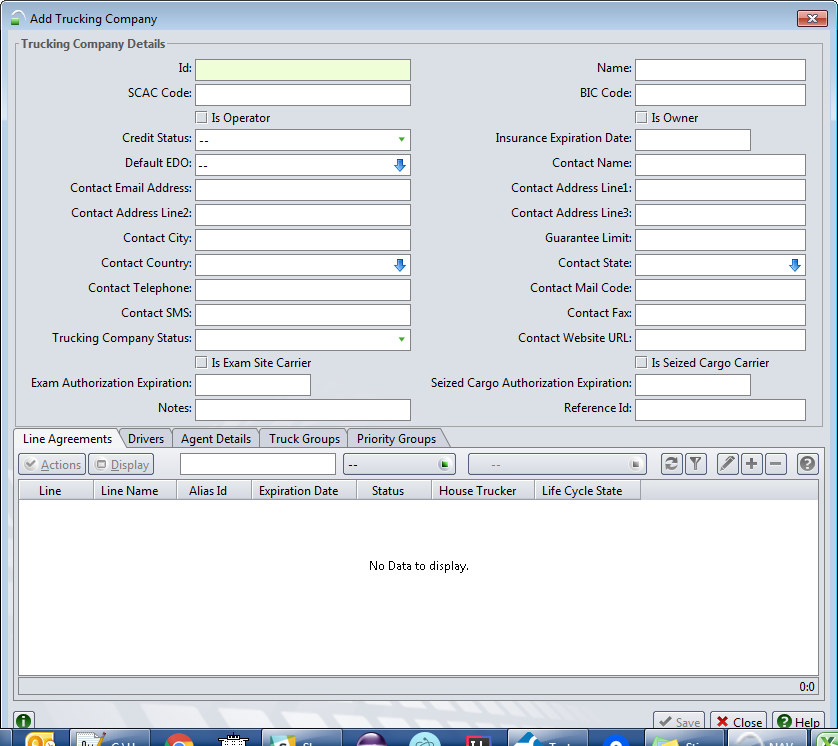 Add Trucking Company
Trucking Company Details
Id: Name:
SCAC Code: BIC Code:
Is Operator Is Owner
Credit Status: -- Insurance Expiration Date:
Default EDO: -- Contact Name:
Contact Email Address: Contact Address Line1:
Contact Address Line2: Contact Address Line3:
Contact City: Guarantee Limit:
Contact Country: Contact State:
Contact Telephone: Contact Mail Code:
Contact SMS: Contact Fax:
Trucking Company Status: Contact Website URL:
Is Exam Site Carrier Is Seized Cargo Carrier
Exam Authorization Expiration: Seized Cargo Authorization Expiration:
Notes: Reference Id:
Line Agreements Drivers Agent Details Truck Groups Priority Groups
Actions Display -- --
Line Line Name Alias Id Expiration Date Status House Trucker Life Cycle State
No Data to display.
0:0
Save Close Help